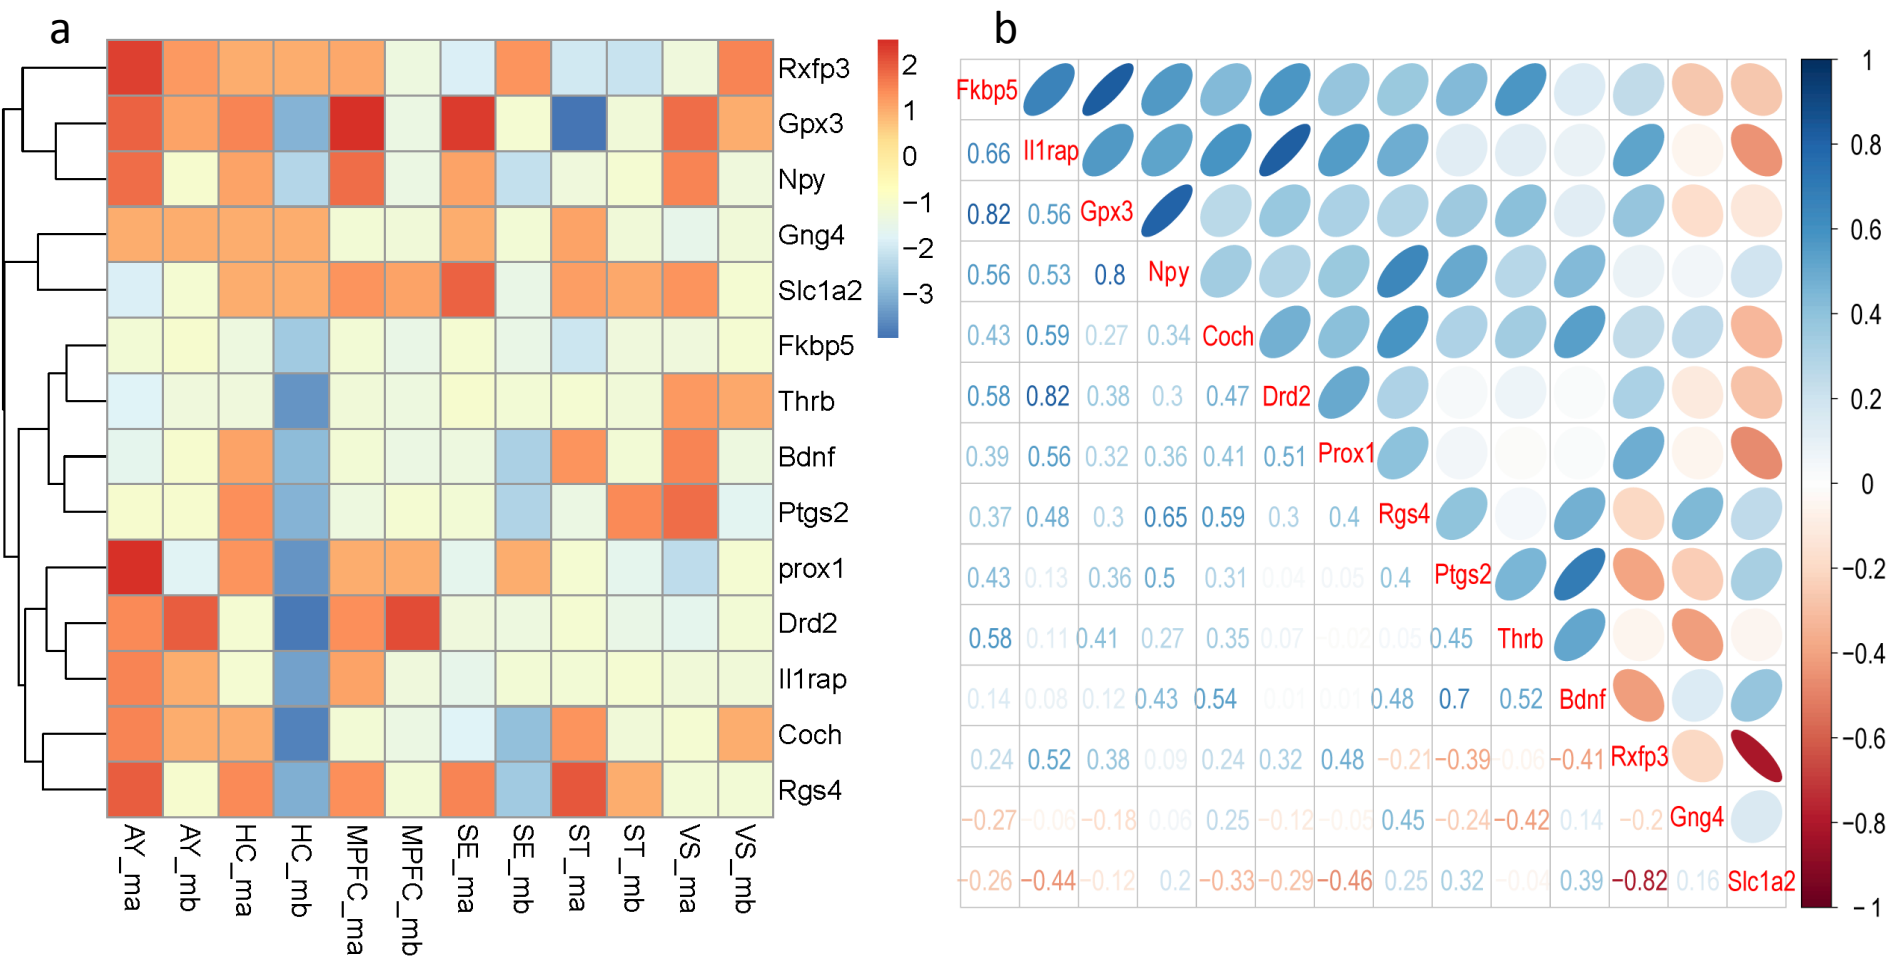 a
Rxfp3
Gpx3
Npy
Gng4
Slc1a2
Fkbp5
Thrb
Bdnf
Ptgs2
prox1
Drd2
Il1rap
Coch
Rgs4
AY_ma
AY_mb
HC_ma
HC_mb
MPFC_ma
MPFC_mb
SE_ma
SE_mb
ST_ma
ST_mb
VS_ma
VS_mb
2
1
0
−1
−2
−3
b
Fkbp5
0.66 Il1rap
0.82 0.56 Gpx3
0.56 0.53 0.8 Npy
0.43 0.59 0.27 0.34 Coch
0.58 0.82 0.38 0.3 0.47 Drd2
0.39 0.56 0.32 0.36 0.41 0.51 Prox1
0.37 0.48 0.3 0.65 0.59 0.3 0.4 Rgs4
0.43 0.13 0.36 0.5 0.31 0.04 0.05 0.4 Ptgs2
0.58 0.11 0.41 0.27 0.35 0.07 −0.02 0.05 0.45 Thrb
0.14 0.08 0.12 0.43 0.54 0.01 0.01 0.48 0.7 0.52 Bdnf
0.24 0.52 0.38 0.09 0.24 0.32 0.48 −0.21 −0.39 −0.06 −0.41 Rxfp3
−0.27 −0.06 −0.18 0.06 0.25 −0.12 −0.05 0.45 −0.24 −0.42 0.14 −0.2 Gng4
−0.26 −0.44 −0.12 0.2 −0.33 −0.29 −0.46 0.25 0.32 −0.04 0.39 −0.82 0.16 Slc1a2
1
0.8
0.6
0.4
0.2
0
−0.2
−0.4
−0.6
−0.8
−1